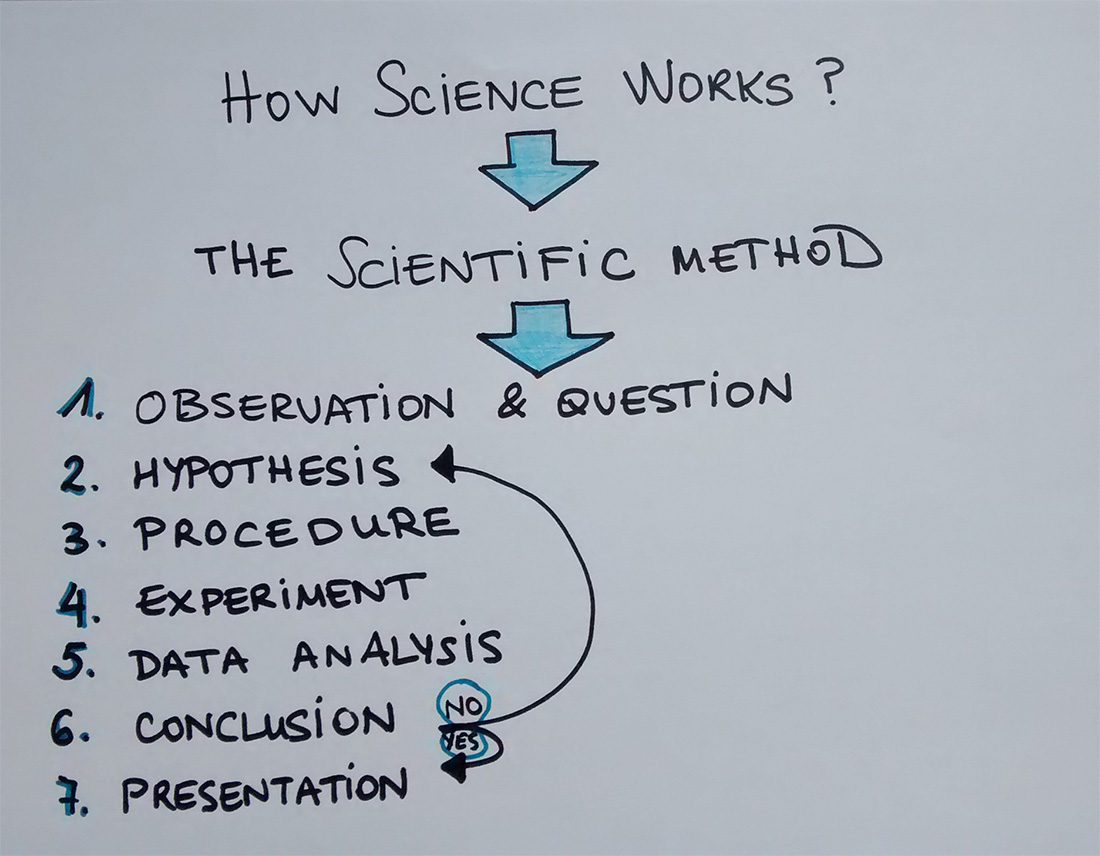 HOW SCIENCE WORKS?
THE SCIENTIFIC METHOD
1. OBSERVATION & QUESTION
2. HYPOTHESIS
3. PROCEDURE
4. EXPERIMENT
5. DATA ANALYSIS
NO
6. CONCLUSION
YES
7. PRESENTATION